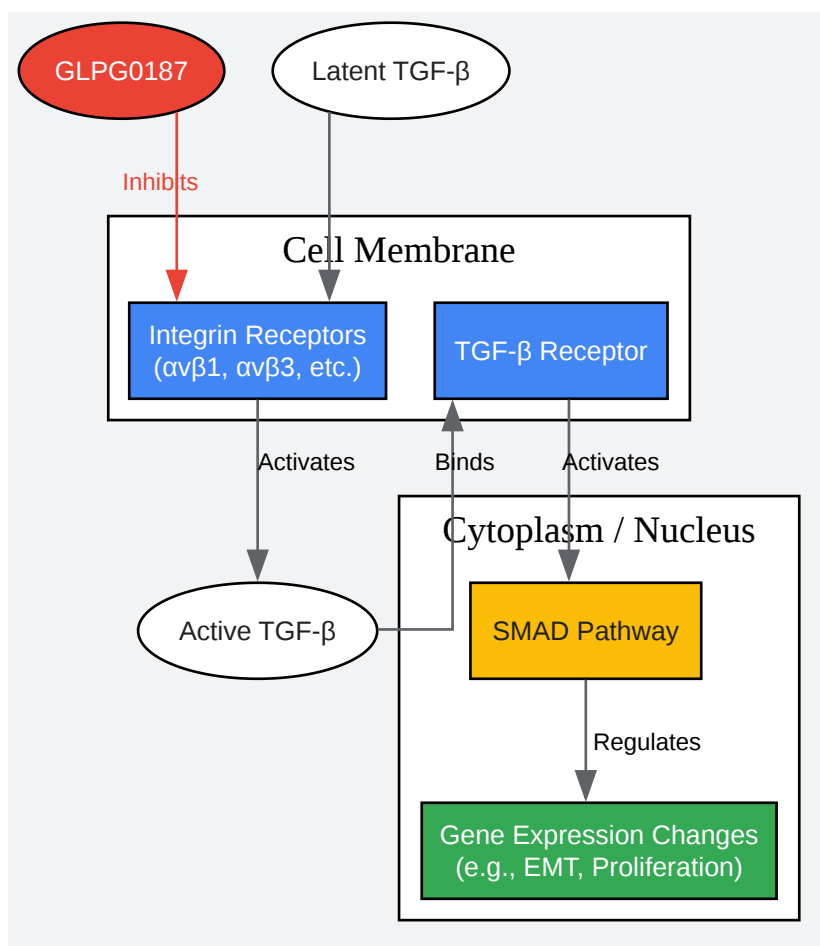 GLPG0187
Latent TGF-β
Inhibits
Cell Membrane
Integrin Receptors
(αvβ1, αvβ3, etc.)
TGF-β Receptor
Activates
Binds
Activates
Cytoplasm / Nucleus
Active TGF-β
SMAD Pathway
Regulates
Gene Expression Changes
(e.g., EMT, Proliferation)